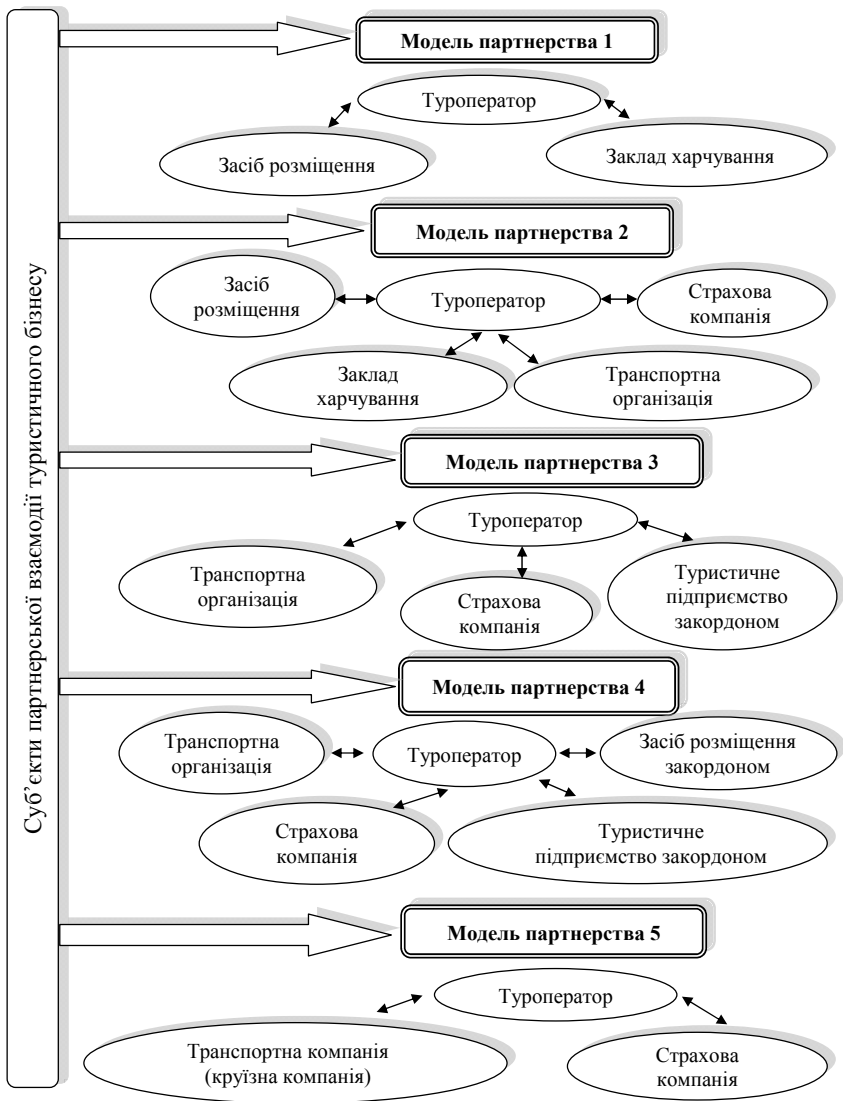 Суб’єкти партнерської взаємодії туристичного бізнесу
Модель партнерства 1
Туроператор
Засіб розміщення
Заклад харчування
Модель партнерства 2
Засіб
розміщення
Туроператор
Страхова
компанія
Заклад
харчування
Транспортна
організація
Модель партнерства 3
Туроператор
Транспортна
організація
Страхова
компанія
Туристичне
підприємство
закордоном
Модель партнерства 4
Транспортна
організація
Туроператор
Засіб розміщення
закордоном
Страхова
компанія
Туристичне
підприємство закордоном
Модель партнерства 5
Туроператор
Транспортна компанія
(круїзна компанія)
Страхова
компанія